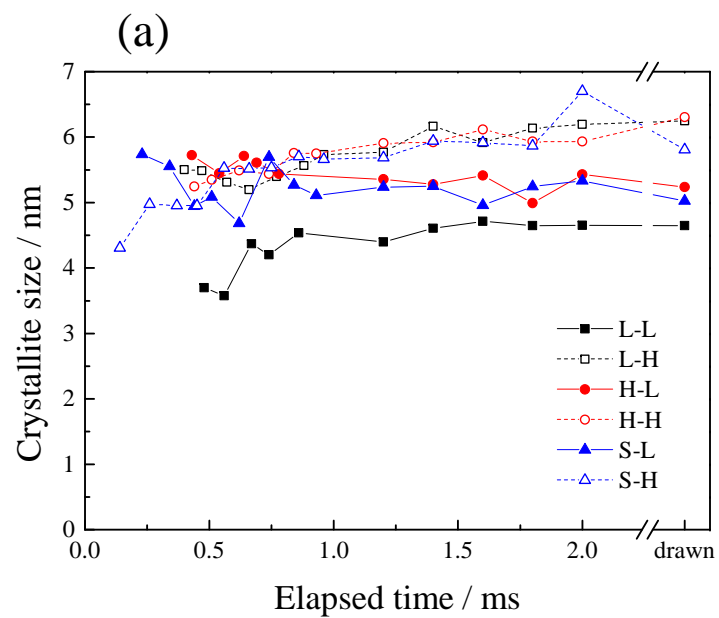 (a)
7
6
5
4
3
2
1
0
Crystallite size / nm
L-L
L-H
H-L
H-H
S-L
S-H
0.0 0.5 1.0 1.5 2.0 drawn
Elapsed time / ms